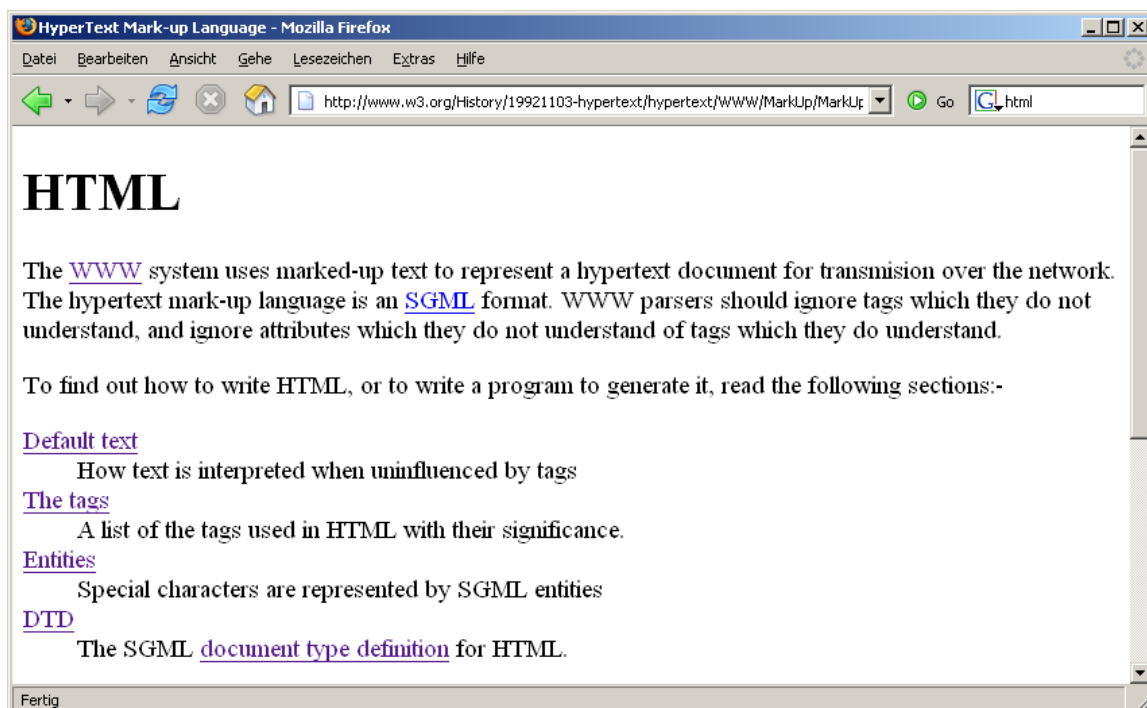 HyperText Mark-up Language - Mozilla Firefox
Datei Bearbeiten Ansicht Gehe Lesezeichen Extras Hilfe
http://www.w3.org/History/19921103-hypertext/hypertext/WWW/MarkUp/MarkUp Go G html
HTML
The WWW system uses marked-up text to represent a hypertext document for transmision over the network.
The hypertext mark-up language is an SGML format. WWW parsers should ignore tags which they do not
understand, and ignore attributes which they do not understand of tags which they do understand.
To find out how to write HTML, or to write a program to generate it, read the following sections:-
Default text
How text is interpreted when uninfluenced by tags
The tags
A list of the tags used in HTML with their significance.
Entities
Special characters are represented by SGML entities
DTD
The SGML document type definition for HTML.
Fertig